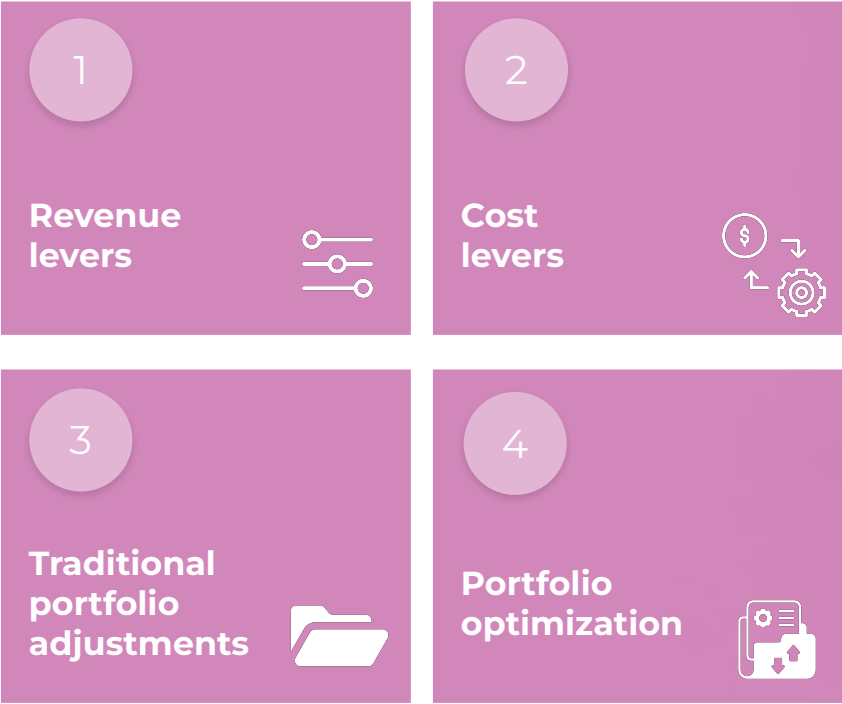 1
Revenue
levers
2
Cost
levers
$
3
Traditional
portfolio
adjustments
4
Portfolio
optimization